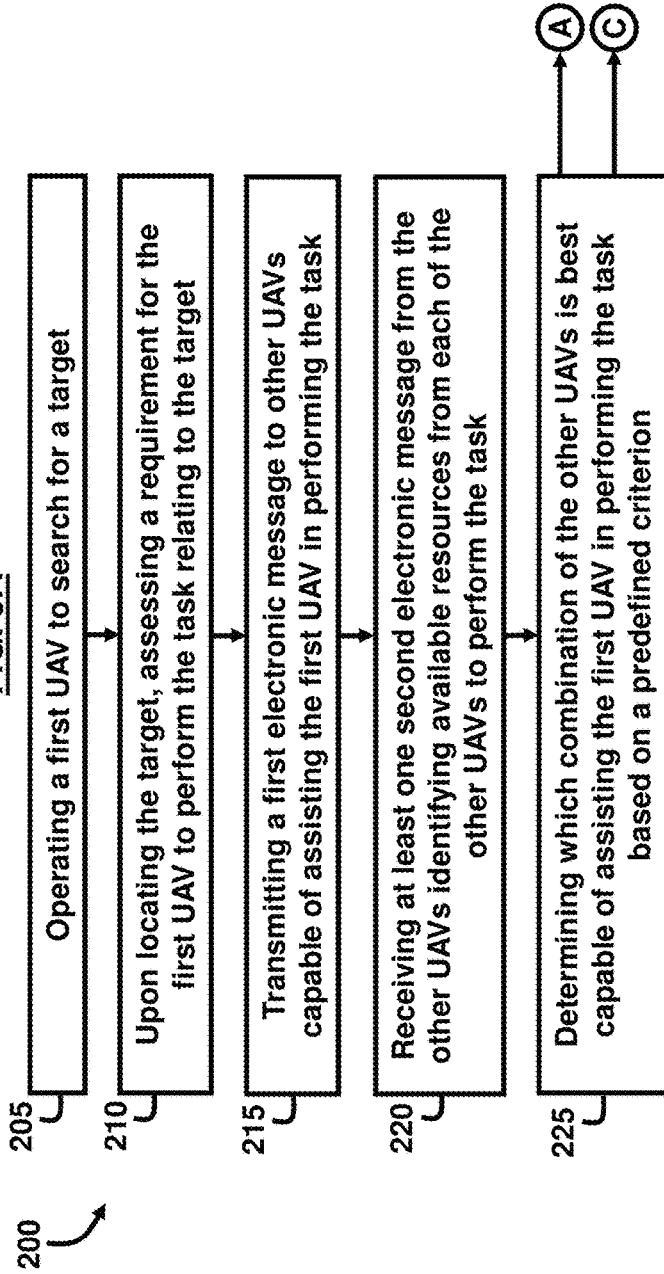 200
205
Operating a first UAV to search for a target
210
Upon locating the target, assessing a requirement for the
first UAV to perform the task relating to the target
215
Transmitting a first electronic message to other UAVs
capable of assisting the first UAV in performing the task
220
Receiving at least one second electronic message from the
other UAVs identifying available resources from each of the
other UAVs to perform the task
225
Determining which combination of the other UAVs is best
capable of assisting the first UAV in performing the task
based on a predefined criterion
A
C